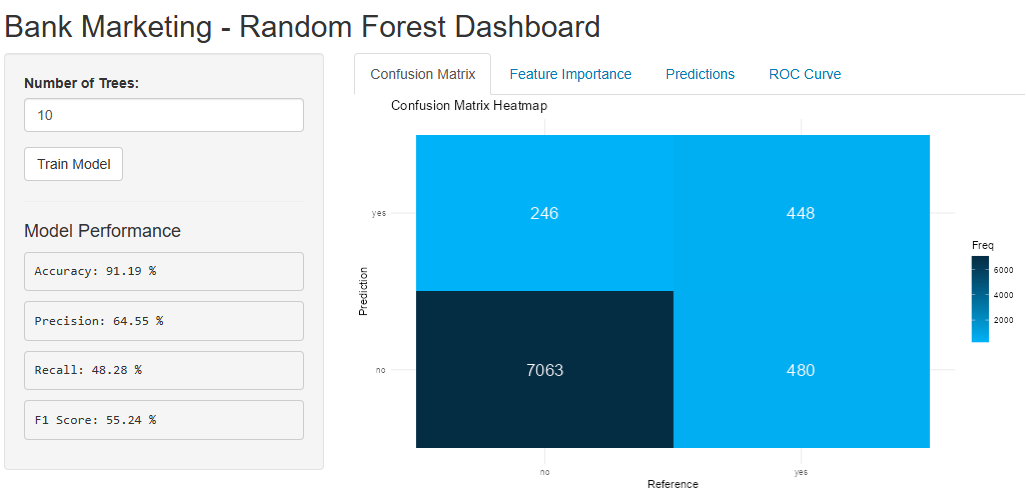 Bank Marketing - Random Forest Dashboard
Number of Trees:
10
Train Model
Model Performance
Accuracy: 91.19 %
Precision: 64.55 %
Recall: 48.28 %
F1 Score: 55.24 %
Confusion Matrix
Feature Importance
Predictions
ROC Curve
Confusion Matrix Heatmap
Prediction
yes
246
448
no
7063
480
no
yes
Reference
Freq
6000
4000
2000